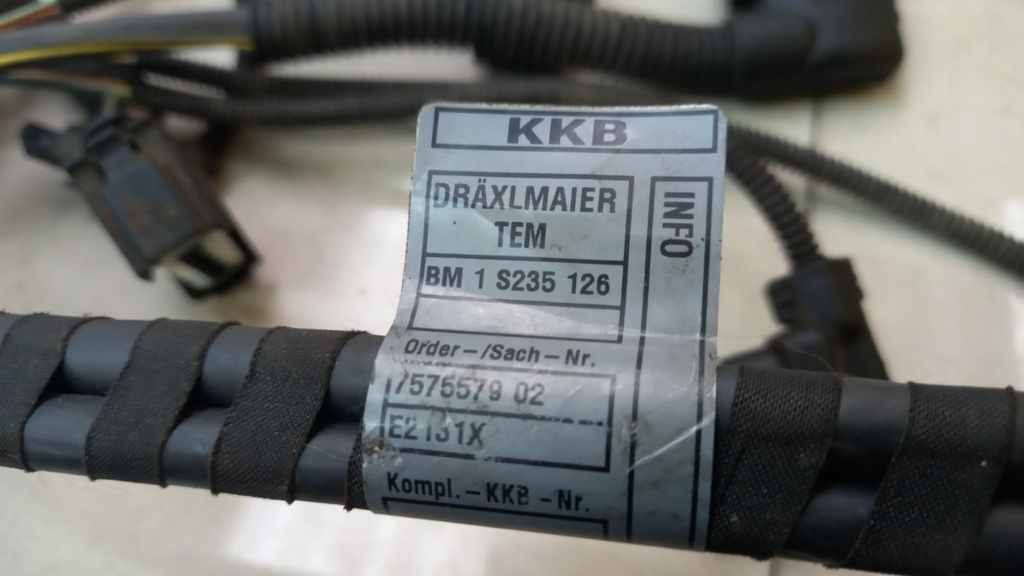 KKB
DRÄXLMAIER
TEM
INFO
BM 1 S235 126
Order-/Sach-Nr.
7575579 02
E2131X
Kompl.-KKB-Nr.